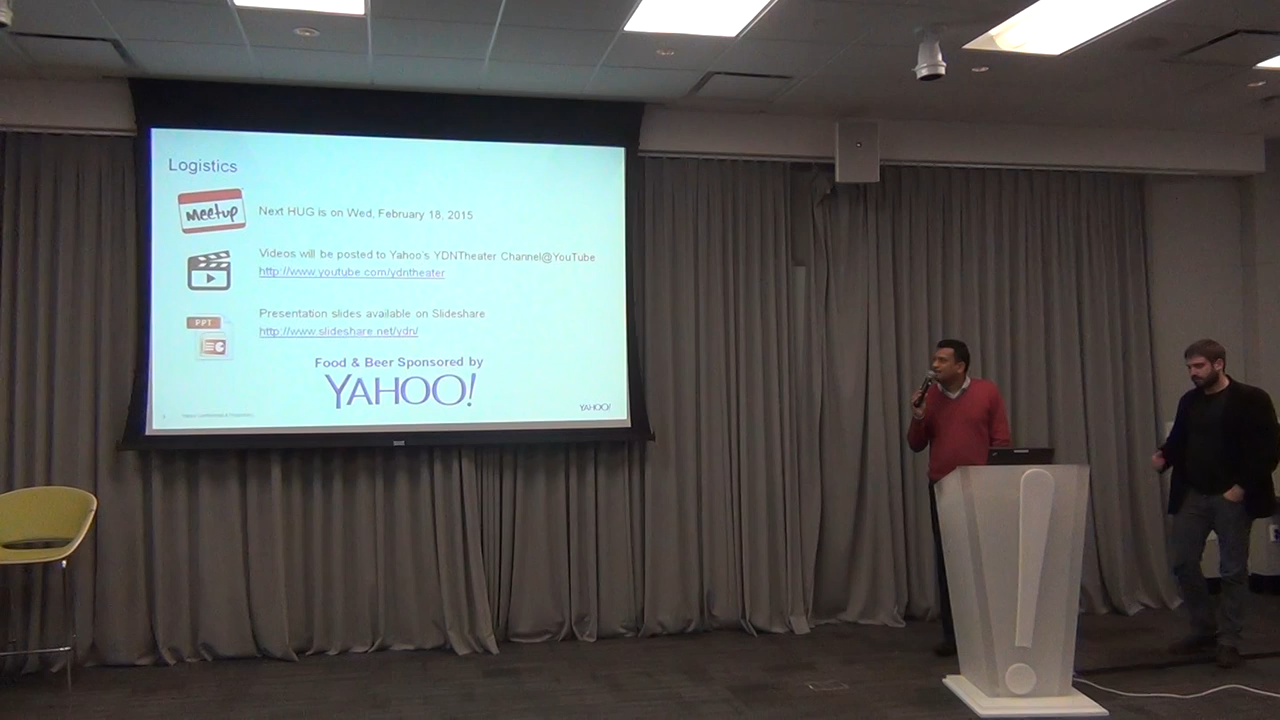 Logistics
meetup
Next HUG is on Wed, February 18, 2015
Videos will be posted to Yahoo's YDNTheater Channel@YouTube
http://www.youtube.com/ydntheater
PPT
Presentation slides available on Slideshare
http://www.slideshare.net/ydn/
Food & Beer Sponsored by
YAHOO!
YAHOO!
!